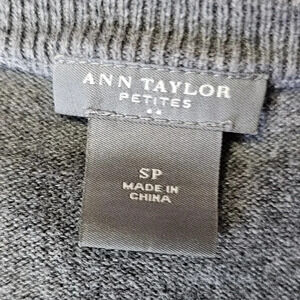 ANN TAYLOR
PETITES
SP
MADE IN
CHINA